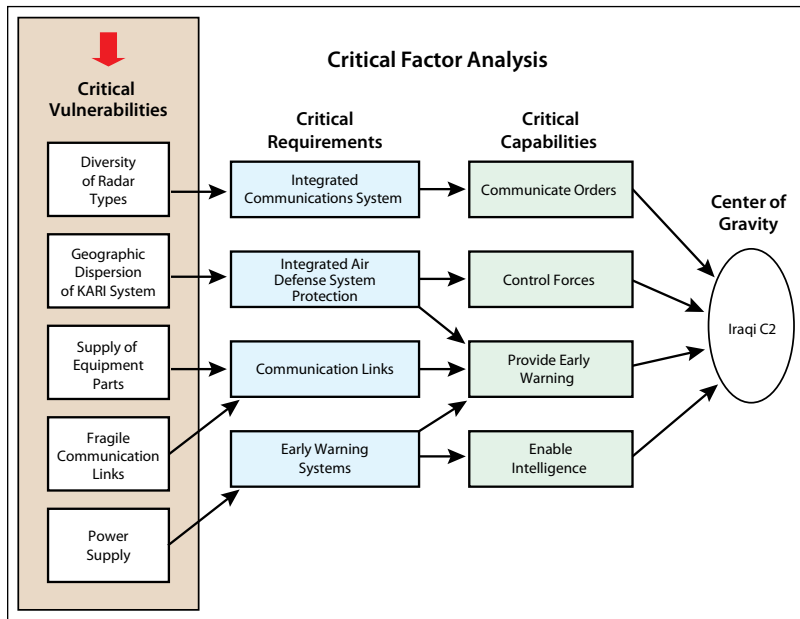 Critical Factor Analysis
Critical
Vulnerabilities
Diversity
of Radar
Types
Geographic
Dispersion
of KARI System
Supply of
Equipment
Parts
Fragile
Communication
Links
Power
Supply
Critical
Requirements
Integrated
Communications System
Integrated Air
Defense System
Protection
Communication Links
Early Warning
Systems
Critical
Capabilities
Communicate Orders
Control Forces
Provide Early
Warning
Enable
Intelligence
Center of
Gravity
Iraqi C2